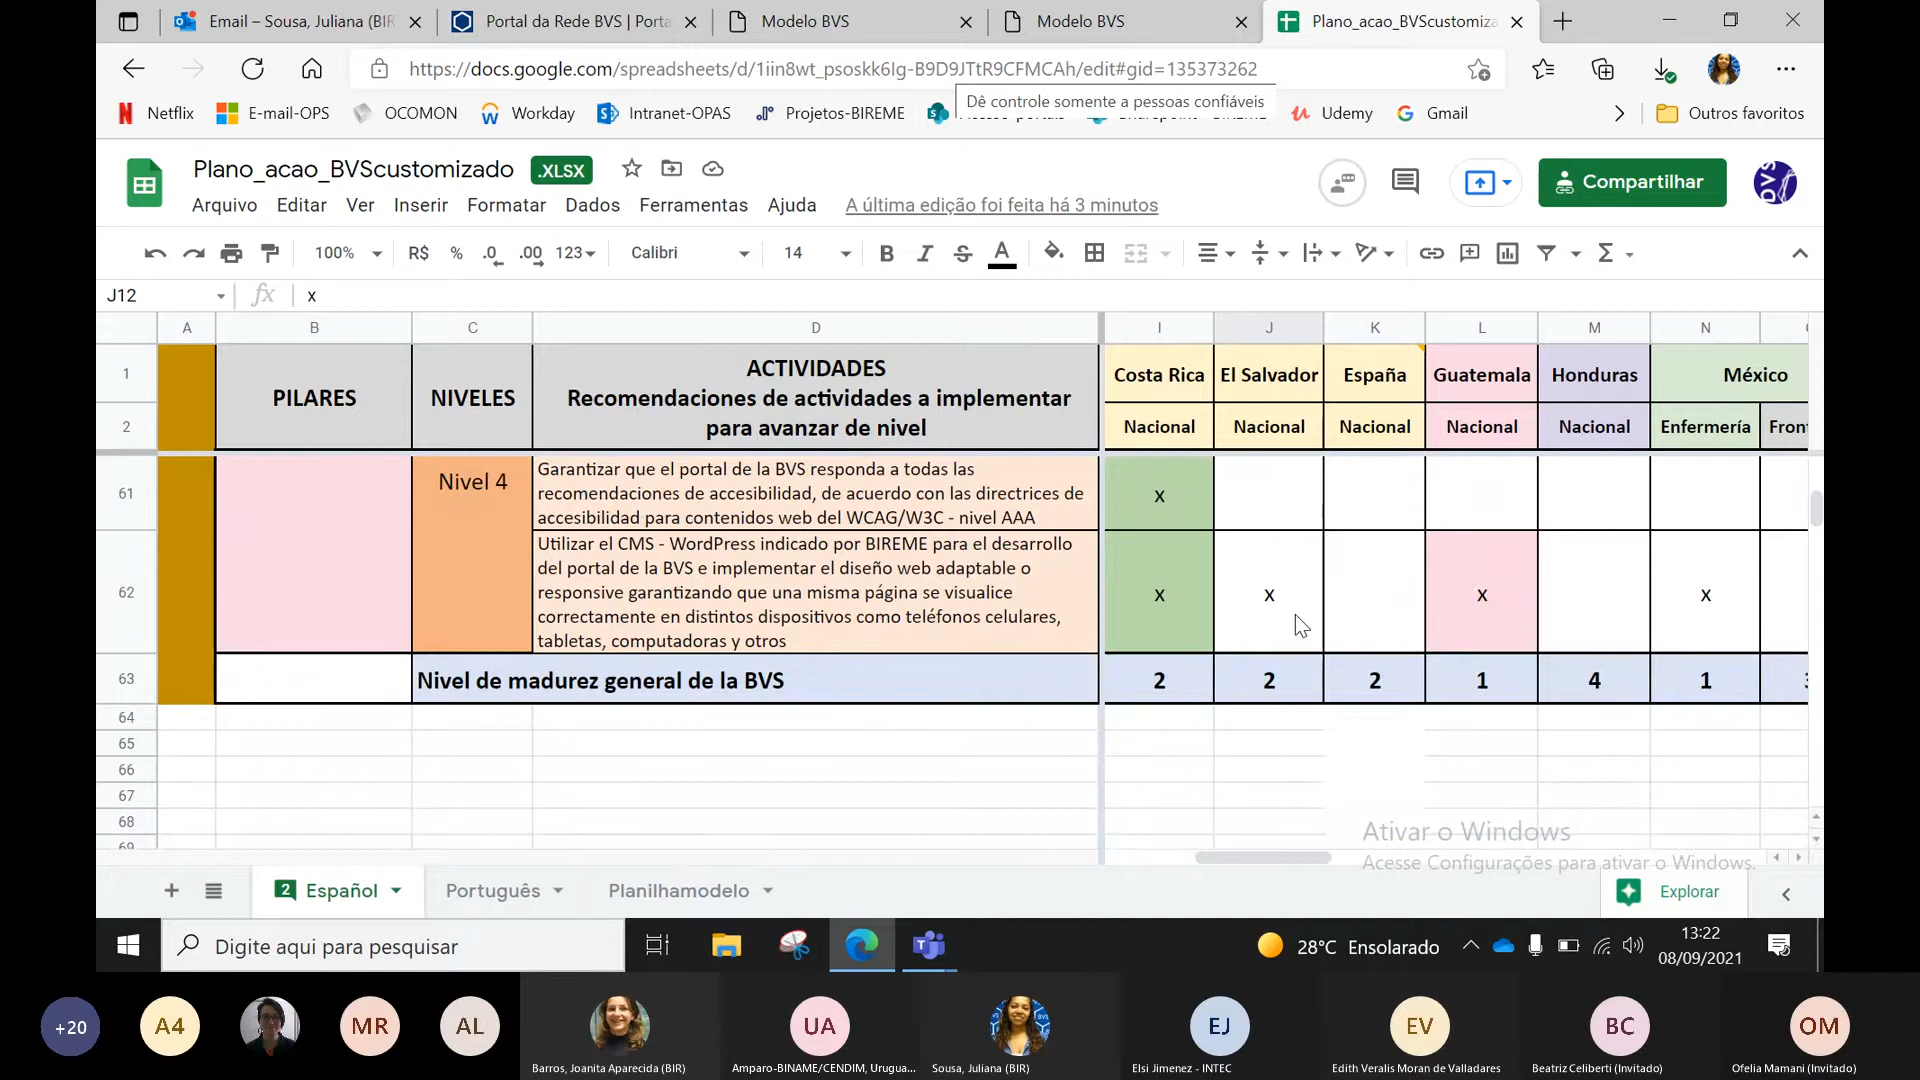 Email – Sousa, Juliana (BIR
Portal da Rede BVS | Porta
Modelo BVS
Modelo BVS
Plano_acao_BVScustomiza
https://docs.google.com/spreadsheets/d/1iin8wt_psoskk6Ig-B9D9JTtR9CFMCAh/edit#gid=135373262
Dê controle somente a pessoas confiáveis
Netflix
E-mail-OPS
OCOMON
Workday
Intranet-OPAS
Projetos-BIREME
Udemy
Gmail
Outros favoritos
Plano_acao_BVScustomizado
.XLSX
Compartilhar
Arquivo Editar Ver Inserir Formatar Dados Ferramentas Ajuda A última edição foi feita há 3 minutos
100% R$ % .0 .00 123 Calibri 14 B I S A
J12 fx x
A B C D I J K L M N
1 2
PILARES
NIVELES
ACTIVIDADES
Recomendaciones de actividades a implementar
para avanzar de nivel
Costa Rica El Salvador España Guatemala Honduras México
Nacional Nacional Nacional Nacional Nacional Enfermería Fron
61
Nivel 4
Garantizar que el portal de la BVS responda a todas las
recomendaciones de accesibilidad, de acuerdo con las directrices de
accesibilidad para contenidos web del WCAG/W3C - nivel AAA
x
62
Utilizar el CMS - WordPress indicado por BIREME para el desarrollo
del portal de la BVS e implementar el diseño web adaptable o
responsive garantizando que una misma página se visualice
correctamente en distintos dispositivos como teléfonos celulares,
tabletas, computadoras y otros
x x x x
63 Nivel de madurez general de la BVS 2 2 2 1 4 1
64
65
66
67
68
69
Ativar o Windows
Acesse Configurações para ativar o Windows.
2 Español
Português
Planilhamodelo
Explorar
Digite aqui para pesquisar
28°C Ensolarado
13:22
08/09/2021
+20
A4
MR
AL
UA
EJ
EV
BC
OM
Barros, Joanita Aparecida (BIR)
Amparo-BINAME/CENDIM, Urugua...
Sousa, Juliana (BIR)
Elsi Jimenez - INTEC
Edith Veralis Moran de Valladares
Beatriz Celiberti (Invitado)
Ofelia Mamani (Invitado)